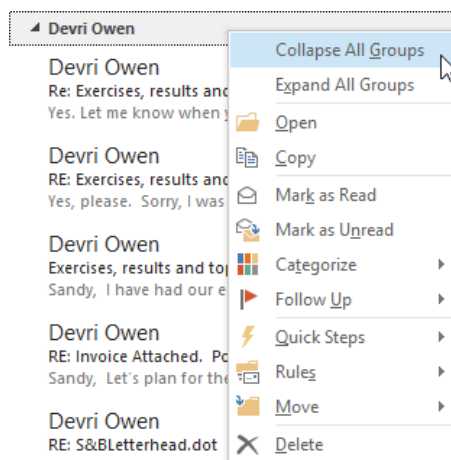 Devri Owen
Devri Owen
Re: Exercises, results and
Yes. Let me know when
Devri Owen
RE: Exercises, results and
Yes, please. Sorry, I was
Devri Owen
Exercises, results and to
Sandy, I have had our e
Devri Owen
RE: Invoice Attached. Po
Sandy, Let's plan for the
Devri Owen
RE: S&BLetterhead.dot
Collapse All Groups
Expand All Groups
Open
Copy
Mark as Read
Mark as Unread
Categorize
Follow Up
Quick Steps
Rules
Move
Delete